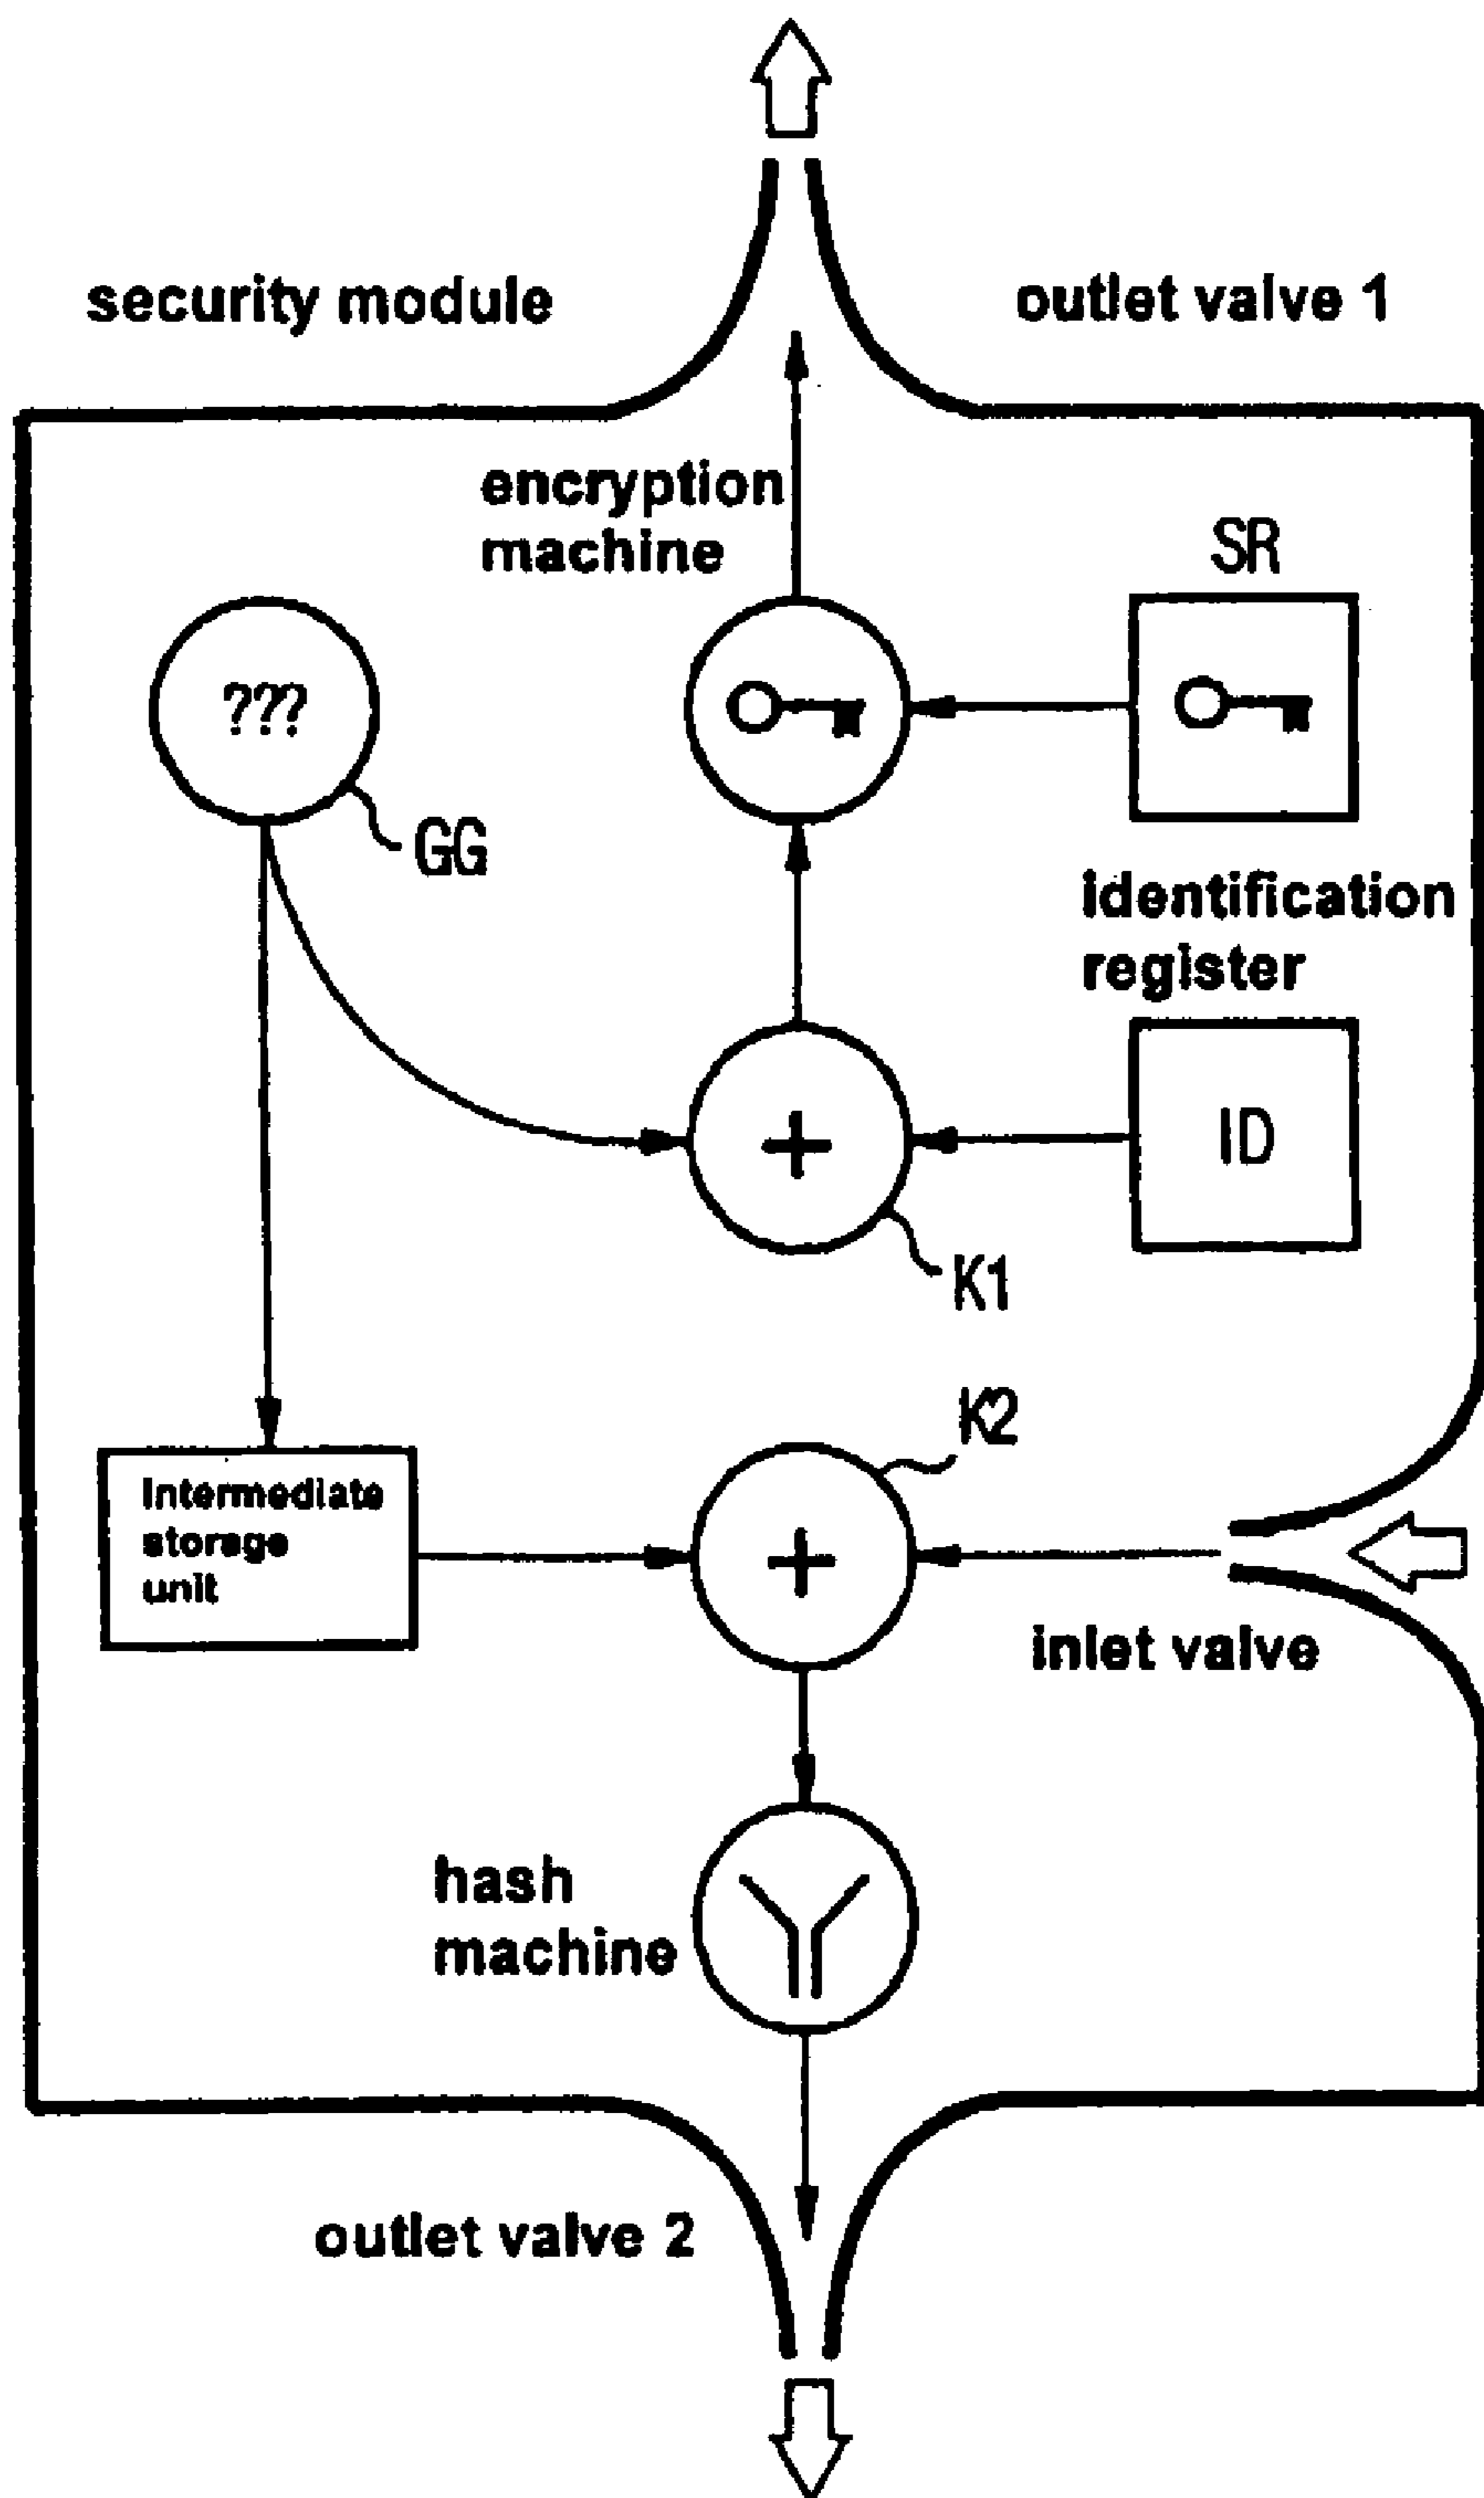 security module
outlet valve 1
encryption
machine
SR
???
GG
identification
register
+
ID
K1
K2
Intermediate
storage
unit
+
inlet valve
hash
machine
outlet valve 2